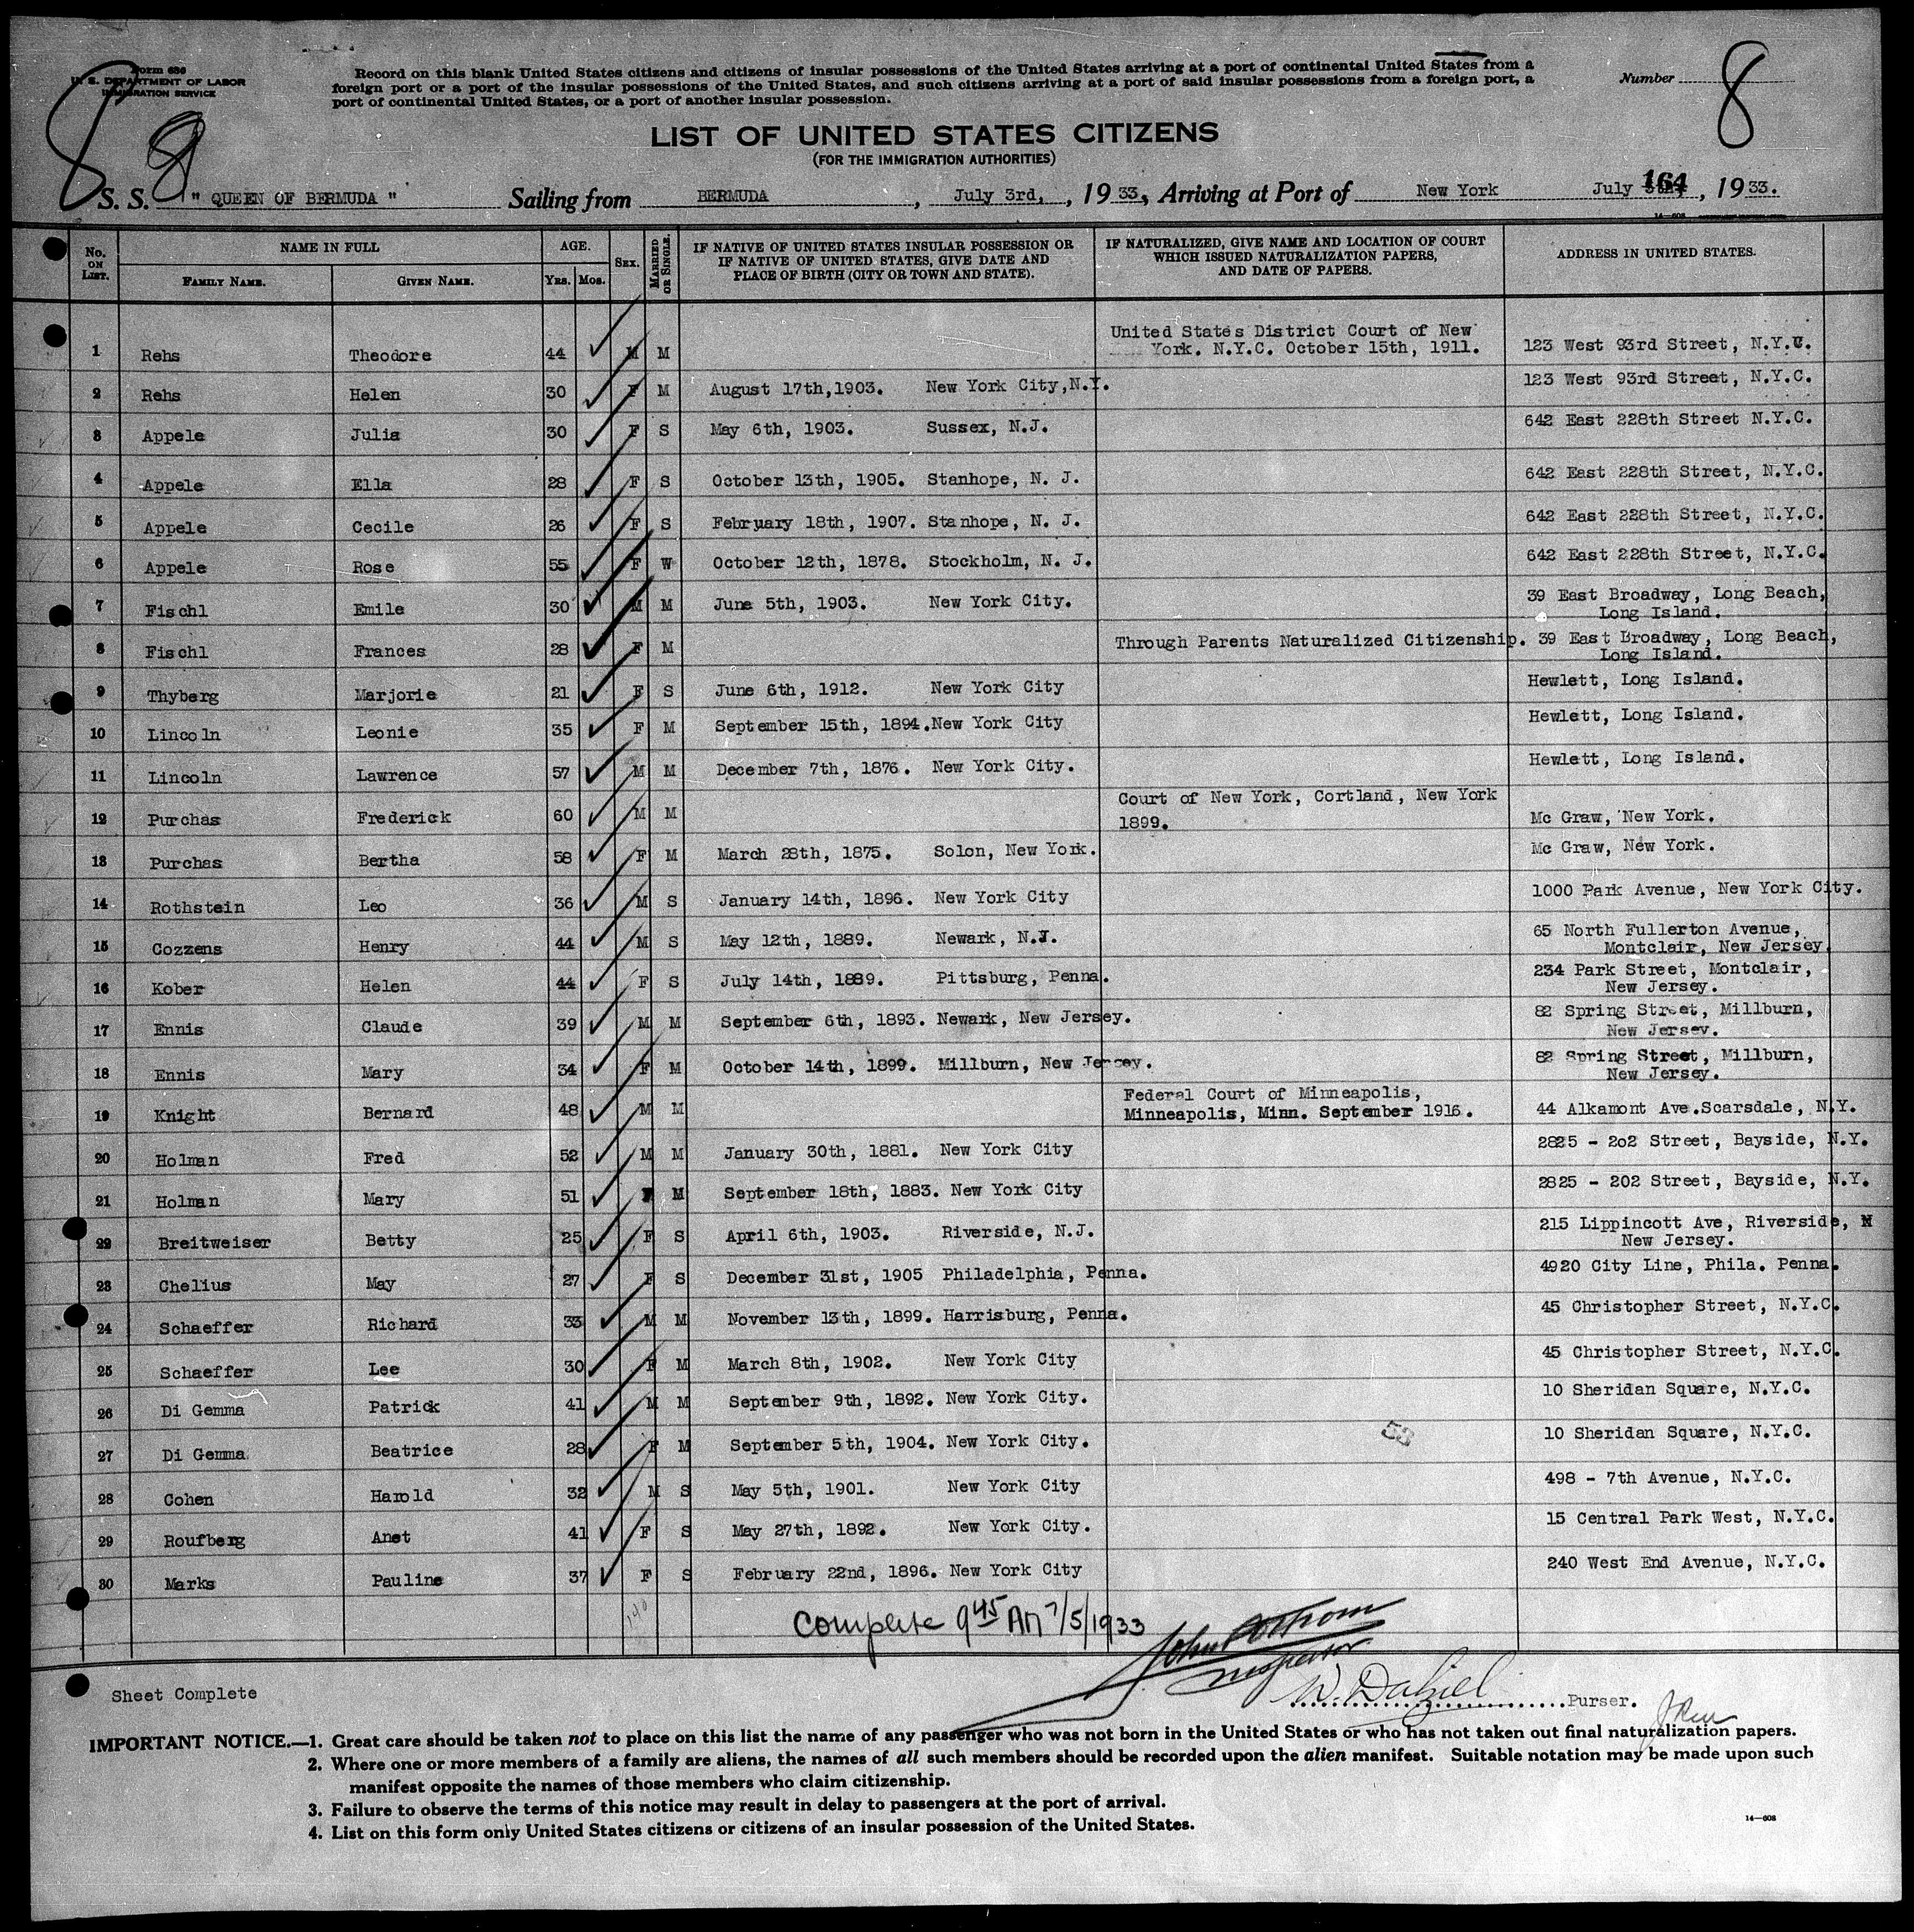 Form 630
U. S. DEPARTMENT OF LABOR
IMMIGRATION SERVICE
Record on this blank United States citizens and citizens of insular possessions of the United States arriving at a port of continental United States from a
foreign port or a port of the insular possessions of the United States, and such citizens arriving at a port of said insular possessions from a foreign port, a
port of continental United States, or a port of another insular possession.
Number 8
8 8
LIST OF UNITED STATES CITIZENS
(FOR THE IMMIGRATION AUTHORITIES)
S. S. " QUEEN OF BERMUDA " Sailing from BERMUDA, July 3rd, , 1933, Arriving at Port of New York July 5th, 1933.
164
14—608
No. ON LIST. NAME IN FULL FAMILY NAME. GIVEN NAME. AGE. YRS. MOS. SEX. MARRIED OR SINGLE. IF NATIVE OF UNITED STATES INSULAR POSSESSION OR IF NATIVE OF UNITED STATES, GIVE DATE AND PLACE OF BIRTH (CITY OR TOWN AND STATE). IF NATURALIZED, GIVE NAME AND LOCATION OF COURT WHICH ISSUED NATURALIZATION PAPERS, AND DATE OF PAPERS. ADDRESS IN UNITED STATES.
1 Rehs Theodore 44 M M United States District Court of New York. N.Y.C. October 15th, 1911. 123 West 93rd Street, N.Y.C.
2 Rehs Helen 30 F M August 17th,1903. New York City,N.Y. 123 West 93rd Street, N.Y.C.
3 Appele Julia 30 F S May 6th, 1903. Sussex, N.J. 642 East 228th Street N.Y.C.
4 Appele Ella 28 F S October 13th, 1905. Stanhope, N. J. 642 East 228th Street, N.Y.C.
5 Appele Cecile 26 F S February 18th, 1907. Stanhope, N. J. 642 East 228th Street, N.Y.C.
6 Appele Rose 55 F W October 12th, 1878. Stockholm, N. J. 642 East 228th Street, N.Y.C.
7 Fischl Emile 30 M M June 5th, 1903. New York City. 39 East Broadway, Long Beach, Long Island.
8 Fischl Frances 28 F M Through Parents Naturalized Citizenship. 39 East Broadway, Long Beach, Long Island.
9 Thyberg Marjorie 21 F S June 6th, 1912. New York City Hewlett, Long Island.
10 Lincoln Leonie 35 F M September 15th, 1894. New York City Hewlett, Long Island.
11 Lincoln Lawrence 57 M M December 7th, 1876. New York City. Hewlett, Long Island.
12 Purchas Frederick 60 M M Court of New York, Cortland, New York 1899. Mc Graw, New York.
13 Purchas Bertha 58 F M March 28th, 1875. Solon, New York. Mc Graw, New York.
14 Rothstein Leo 36 M S January 14th, 1896. New York City 1000 Park Avenue, New York City.
15 Cozzens Henry 44 M S May 12th, 1889. Newark, N.J. 65 North Fullerton Avenue, Montclair, New Jersey
16 Kober Helen 44 F S July 14th, 1889. Pittsburg, Penna. 234 Park Street, Montclair, New Jersey.
17 Ennis Claude 39 M M September 6th, 1893. Newark, New Jersey. 82 Spring Street, Millburn, New Jersey.
18 Ennis Mary 34 F M October 14th, 1899. Millburn, New Jersey. 82 Spring Street, Millburn, New Jersey.
19 Knight Bernard 48 M M Federal Court of Minneapolis, Minneapolis, Minn. September 1916. 44 Alkamont Ave.Scarsdale, N.Y.
20 Holman Fred 52 M M January 30th, 1881. New York City 2825 - 202 Street, Bayside, N.Y.
21 Holman Mary 51 F M September 18th, 1883. New York City 2825 - 202 Street, Bayside, N.Y.
22 Breitweiser Betty 25 F S April 6th, 1903. Riverside, N.J. 215 Lippincott Ave, Riverside, N New Jersey.
23 Chelius May 27 F S December 31st, 1905 Philadelphia, Penna. 4920 City Line, Phila. Penna.
24 Schaeffer Richard 33 M M November 13th, 1899. Harrisburg, Penna. 45 Christopher Street, N.Y.C.
25 Schaeffer Lee 30 F M March 8th, 1902. New York City 45 Christopher Street, N.Y.C.
26 Di Gemma Patrick 41 M M September 9th, 1892. New York City. 10 Sheridan Square, N.Y.C.
27 Di Gemma Beatrice 28 F M September 5th, 1904. New York City. 10 Sheridan Square, N.Y.C.
53
28 Cohen Harold 32 M S May 5th, 1901. New York City 498 - 7th Avenue, N.Y.C.
29 Roufberg Anet 41 F S May 27th, 1892. New York City. 15 Central Park West, N.Y.C.
30 Marks Pauline 37 F S February 22nd, 1896. New York City 240 West End Avenue, N.Y.C.
140
Complete 9 45 AM 7/5/1933
John
Inspector
Sheet Complete
W. Dalziel Purser.
IMPORTANT NOTICE.—1. Great care should be taken not to place on this list the name of any passenger who was not born in the United States or who has not taken out final naturalization papers.
2. Where one or more members of a family are aliens, the names of all such members should be recorded upon the alien manifest. Suitable notation may be made upon such
manifest opposite the names of those members who claim citizenship.
3. Failure to observe the terms of this notice may result in delay to passengers at the port of arrival.
4. List on this form only United States citizens or citizens of an insular possession of the United States.
14—608